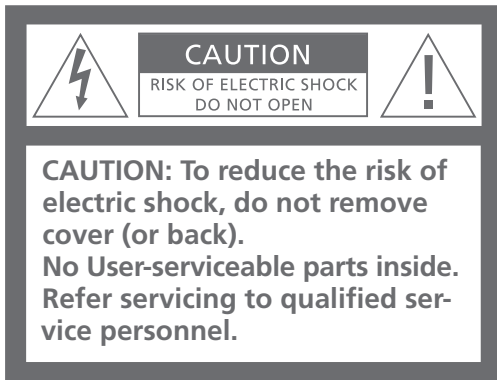 CAUTION
RISK OF ELECTRIC SHOCK
DO NOT OPEN
!
CAUTION: To reduce the risk of
electric shock, do not remove
cover (or back).
No User-serviceable parts inside.
Refer servicing to qualified ser-
vice personnel.